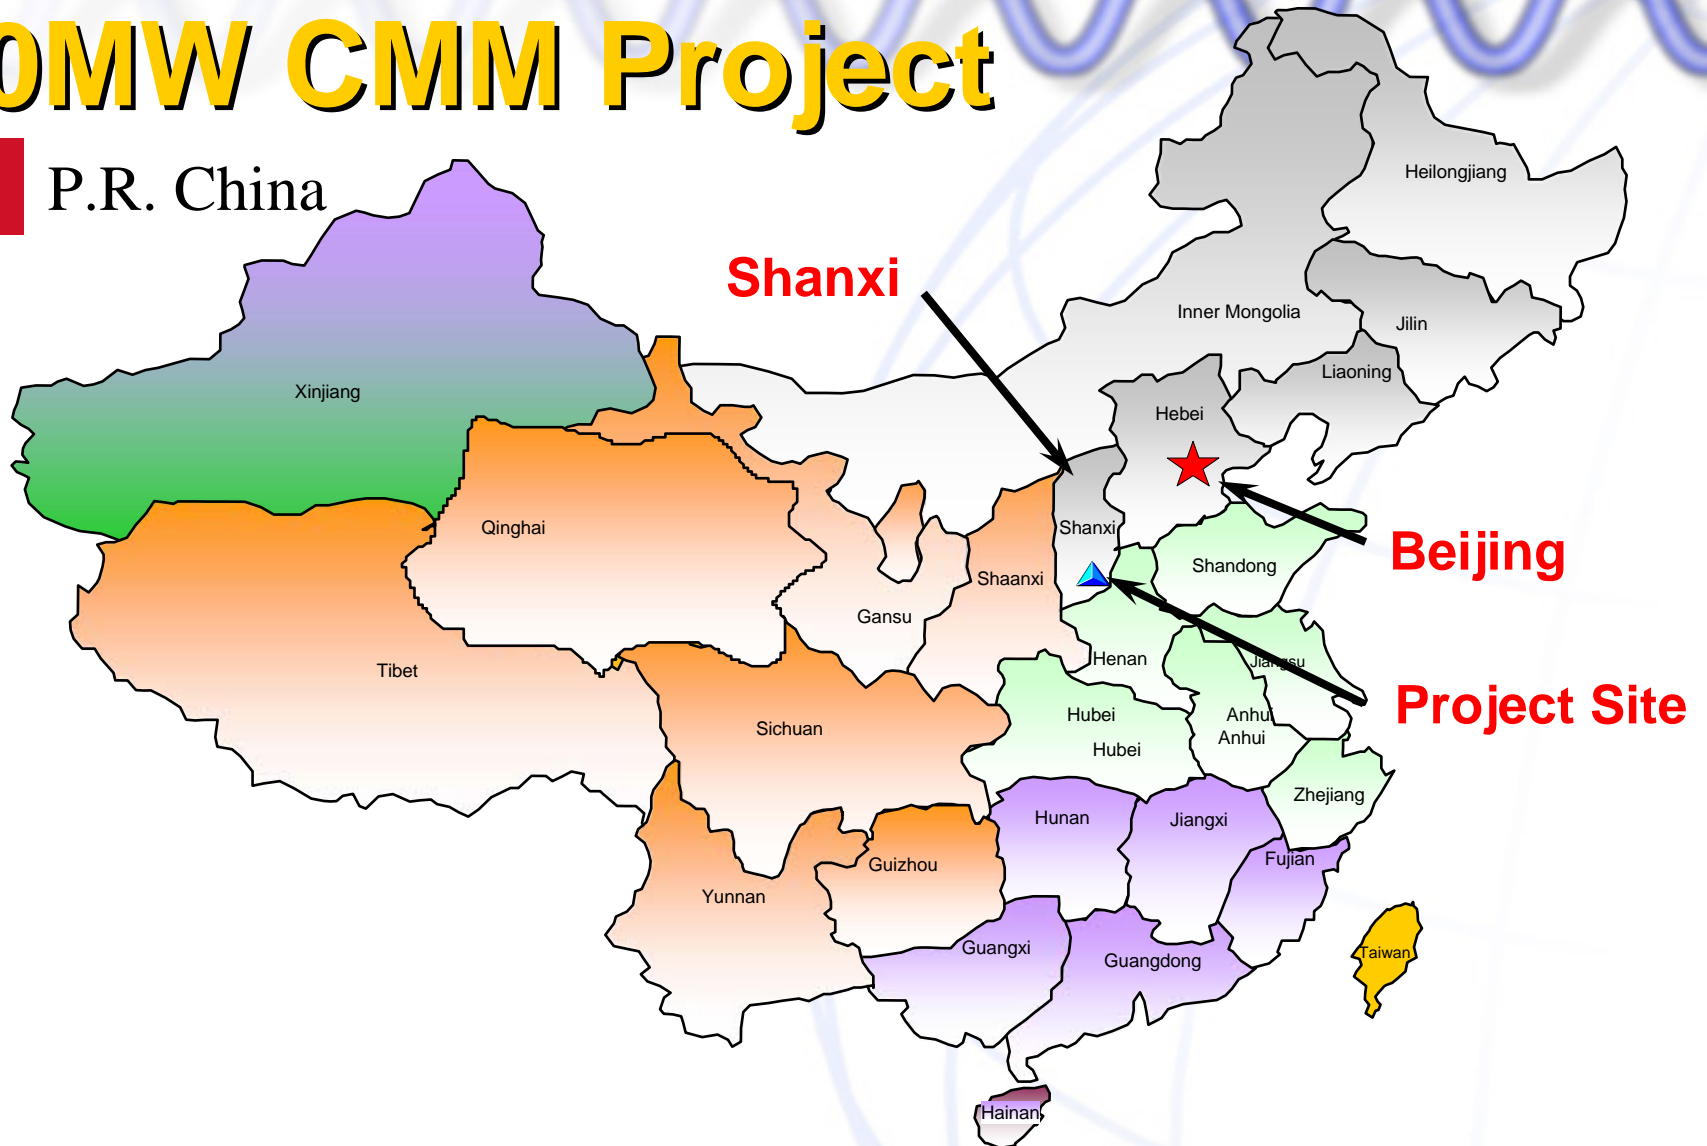 0MW CMM Project
P.R. China
Heilongjiang
Shanxi
Inner Mongolia
Jilin
Liaoning
Xinjiang
Hebei
Qinghai
Shanxi
Beijing
Shandong
Shaanxi
Gansu
Henan
Jiangsu
Tibet
Project Site
Hubei
Anhui
Sichuan
Anhui
Hubei
Zhejiang
Hunan
Jiangxi
Fujian
Guizhou
Yunnan
Guangxi
Taiwan
Guangdong
Hainan